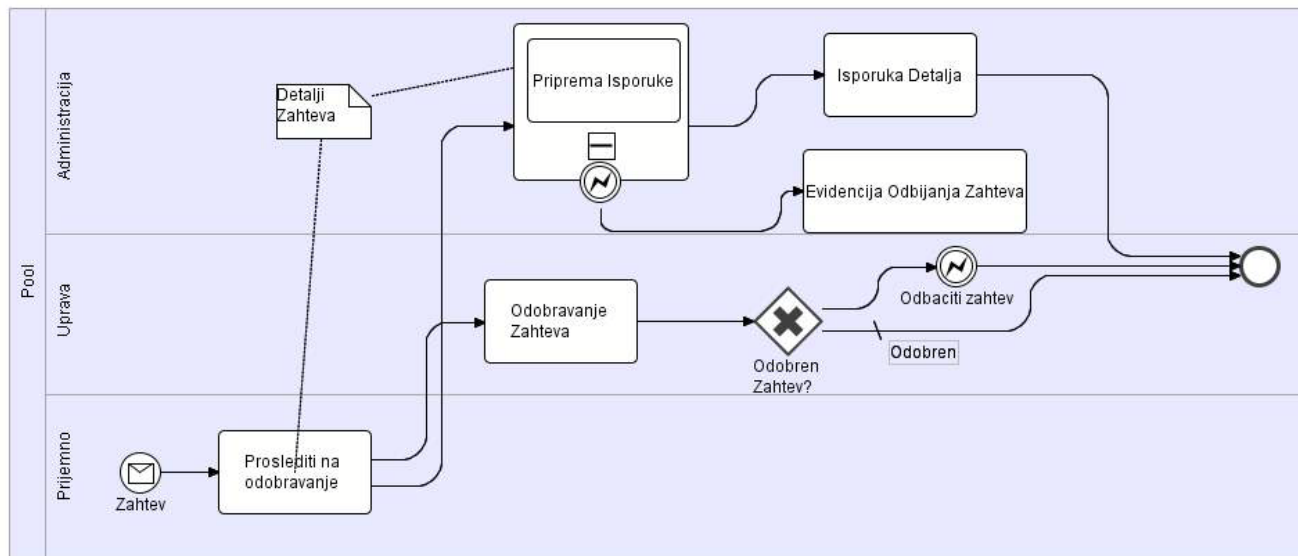 Pool
Administracija
Detalji
Zahteva
Priprema Isporuke
Isporuka Detalja
Evidencija Odbijanja Zahteva
Uprava
Odobravanje
Zahteva
Odobren
Zahtev?
Odbaciti zahtev
Odobren
Prijemno
Zahtev
Proslediti na
odobravanje